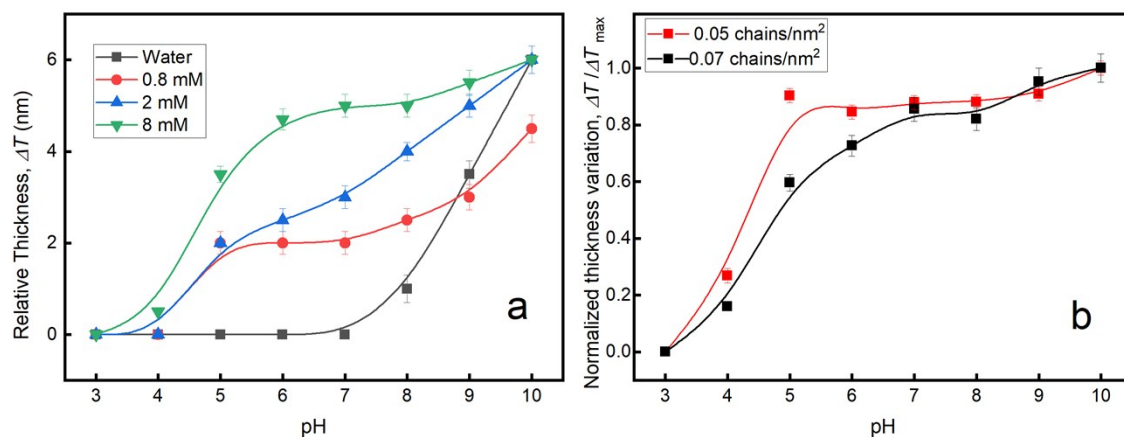 Relative Thickness, ΔT (nm)
6
4
2
0
Water
0.8 mM
2 mM
8 mM
a
3 4 5 6 7 8 9 10
pH
Normalized thickness variation, ΔT/ΔT max
1.0
0.8
0.6
0.4
0.2
0.0
0.05 chains/nm²
0.07 chains/nm²
b
3 4 5 6 7 8 9 10
pH